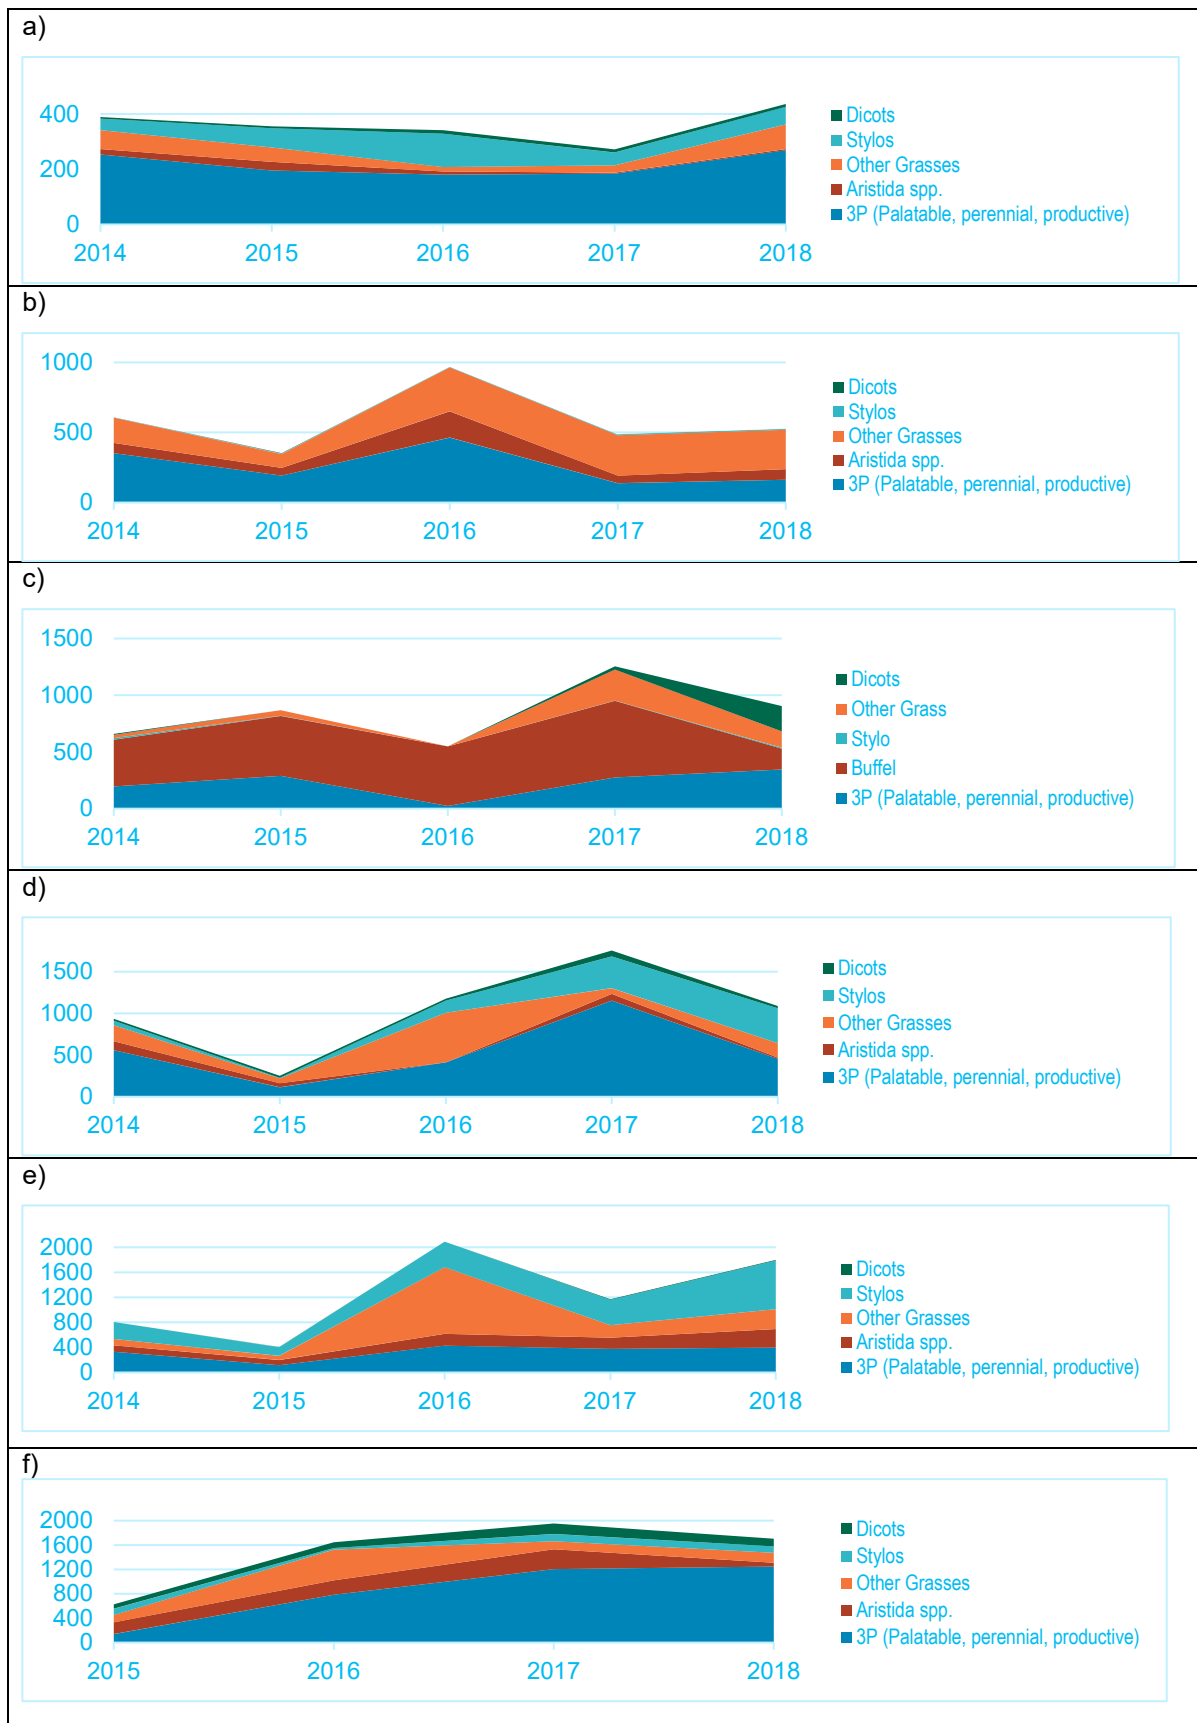 a)
400
200
0
2014 2015 2016 2017 2018
Dicots
Stylos
Other Grasses
Aristida spp.
3P (Palatable, perennial, productive)
b)
1000
500
0
2014 2015 2016 2017 2018
Dicots
Stylos
Other Grasses
Aristida spp.
3P (Palatable, perennial, productive)
c)
1500
1000
500
0
2014 2015 2016 2017 2018
Dicots
Other Grass
Stylo
Buffel
3P (Palatable, perennial, productive)
d)
1500
1000
500
0
2014 2015 2016 2017 2018
Dicots
Stylos
Other Grasses
Aristida spp.
3P (Palatable, perennial, productive)
e)
2000
1600
1200
800
400
0
2014 2015 2016 2017 2018
Dicots
Stylos
Other Grasses
Aristida spp.
3P (Palatable, perennial, productive)
f)
2000
1600
1200
800
400
0
2015 2016 2017 2018
Dicots
Stylos
Other Grasses
Aristida spp.
3P (Palatable, perennial, productive)